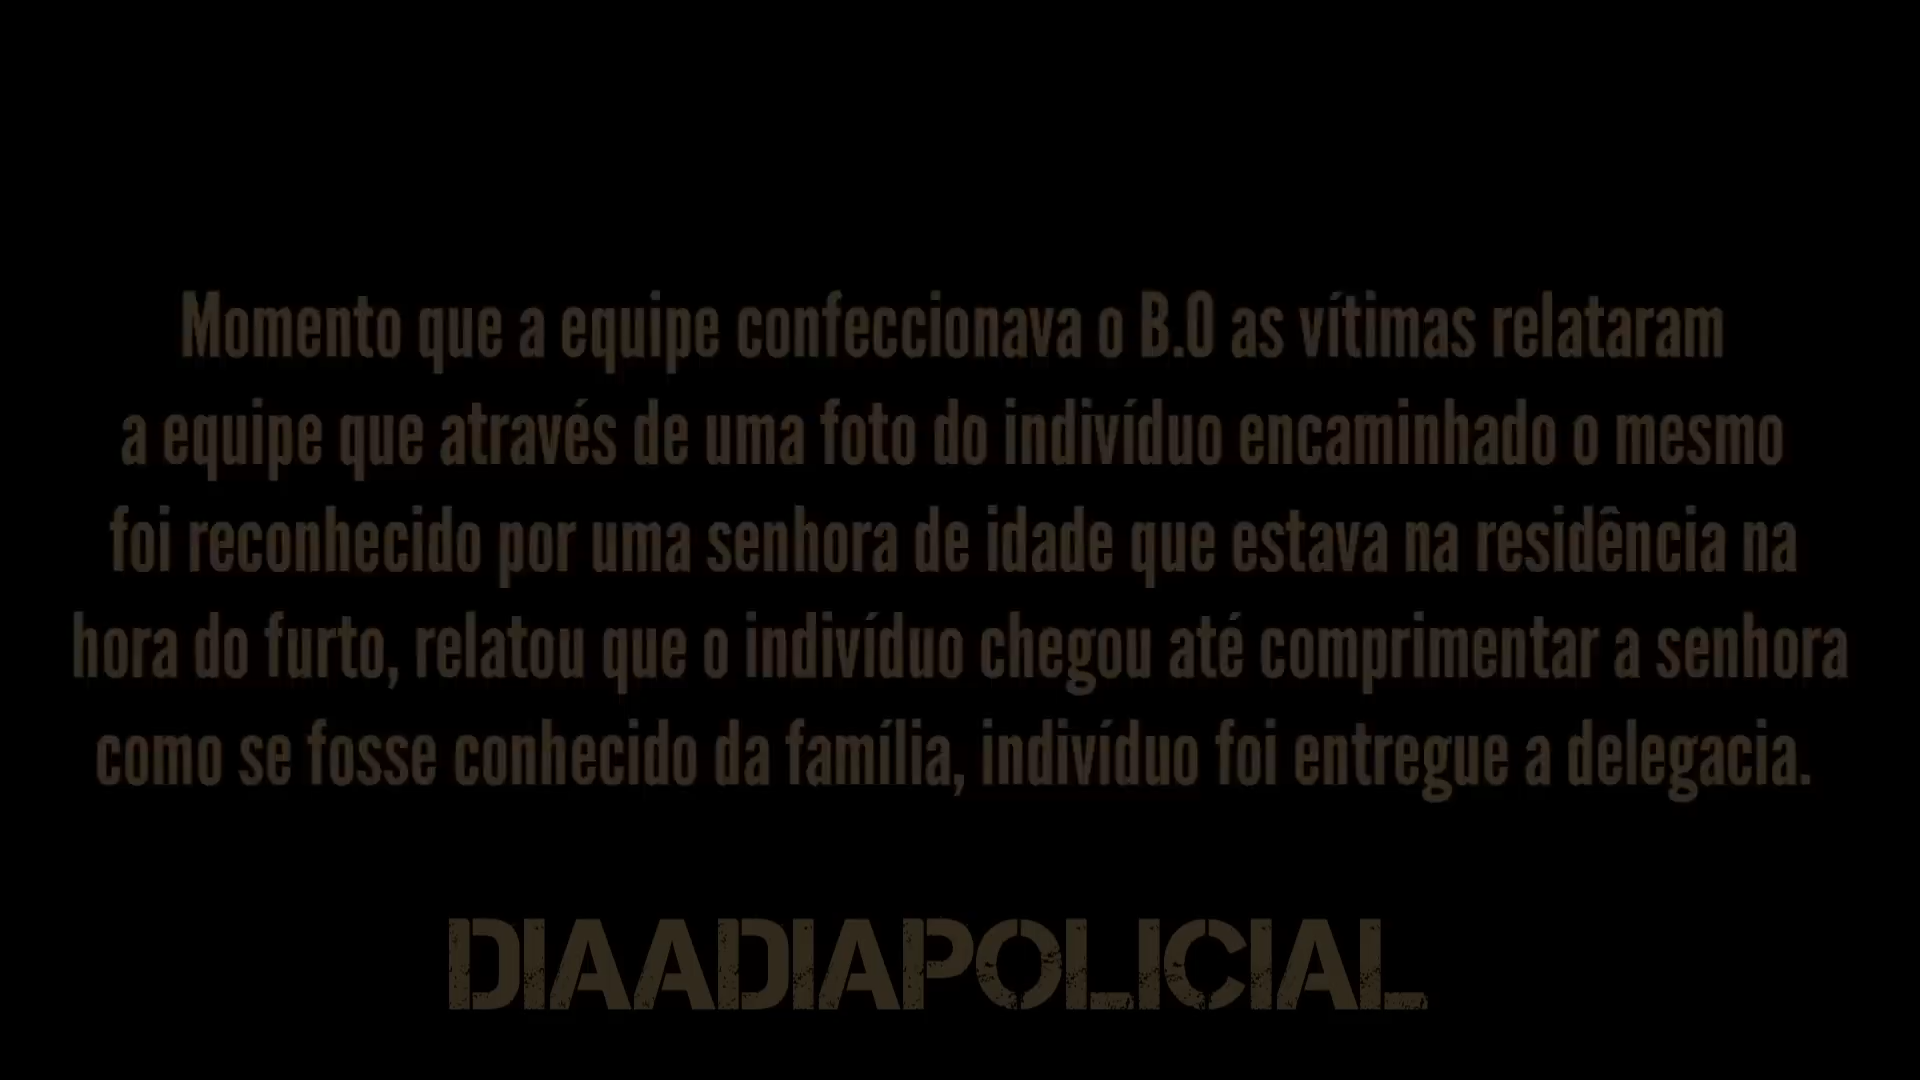 Momento que a equipe confeccionava o B.O as vítimas relataram
a equipe que através de uma foto do indivíduo encaminhado o mesmo
foi reconhecido por uma senhora de idade que estava na residência na
hora do furto, relatou que o indivíduo chegou até comprimentar a senhora
como se fosse conhecido da família, indivíduo foi entregue a delegacia.
DIAADIAPOLICIAL